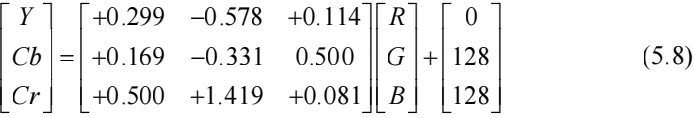 [Y] [+0.299 −0.578 +0.114] [R] [0]
[Cb] = [+0.169 −0.331 0.500] [G] + [128] (5.8)
[Cr] [+0.500 +1.419 +0.081] [B] [128]